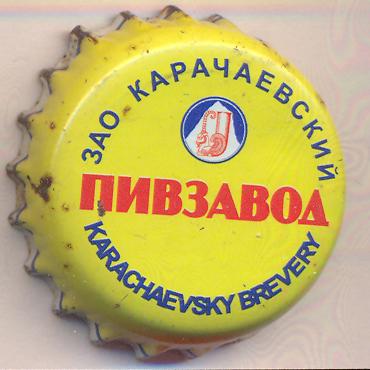 ЗАО КАРАЧАЕВСКИЙ
ПИВЗАВОД
KARACHAEVSKY BREVERY